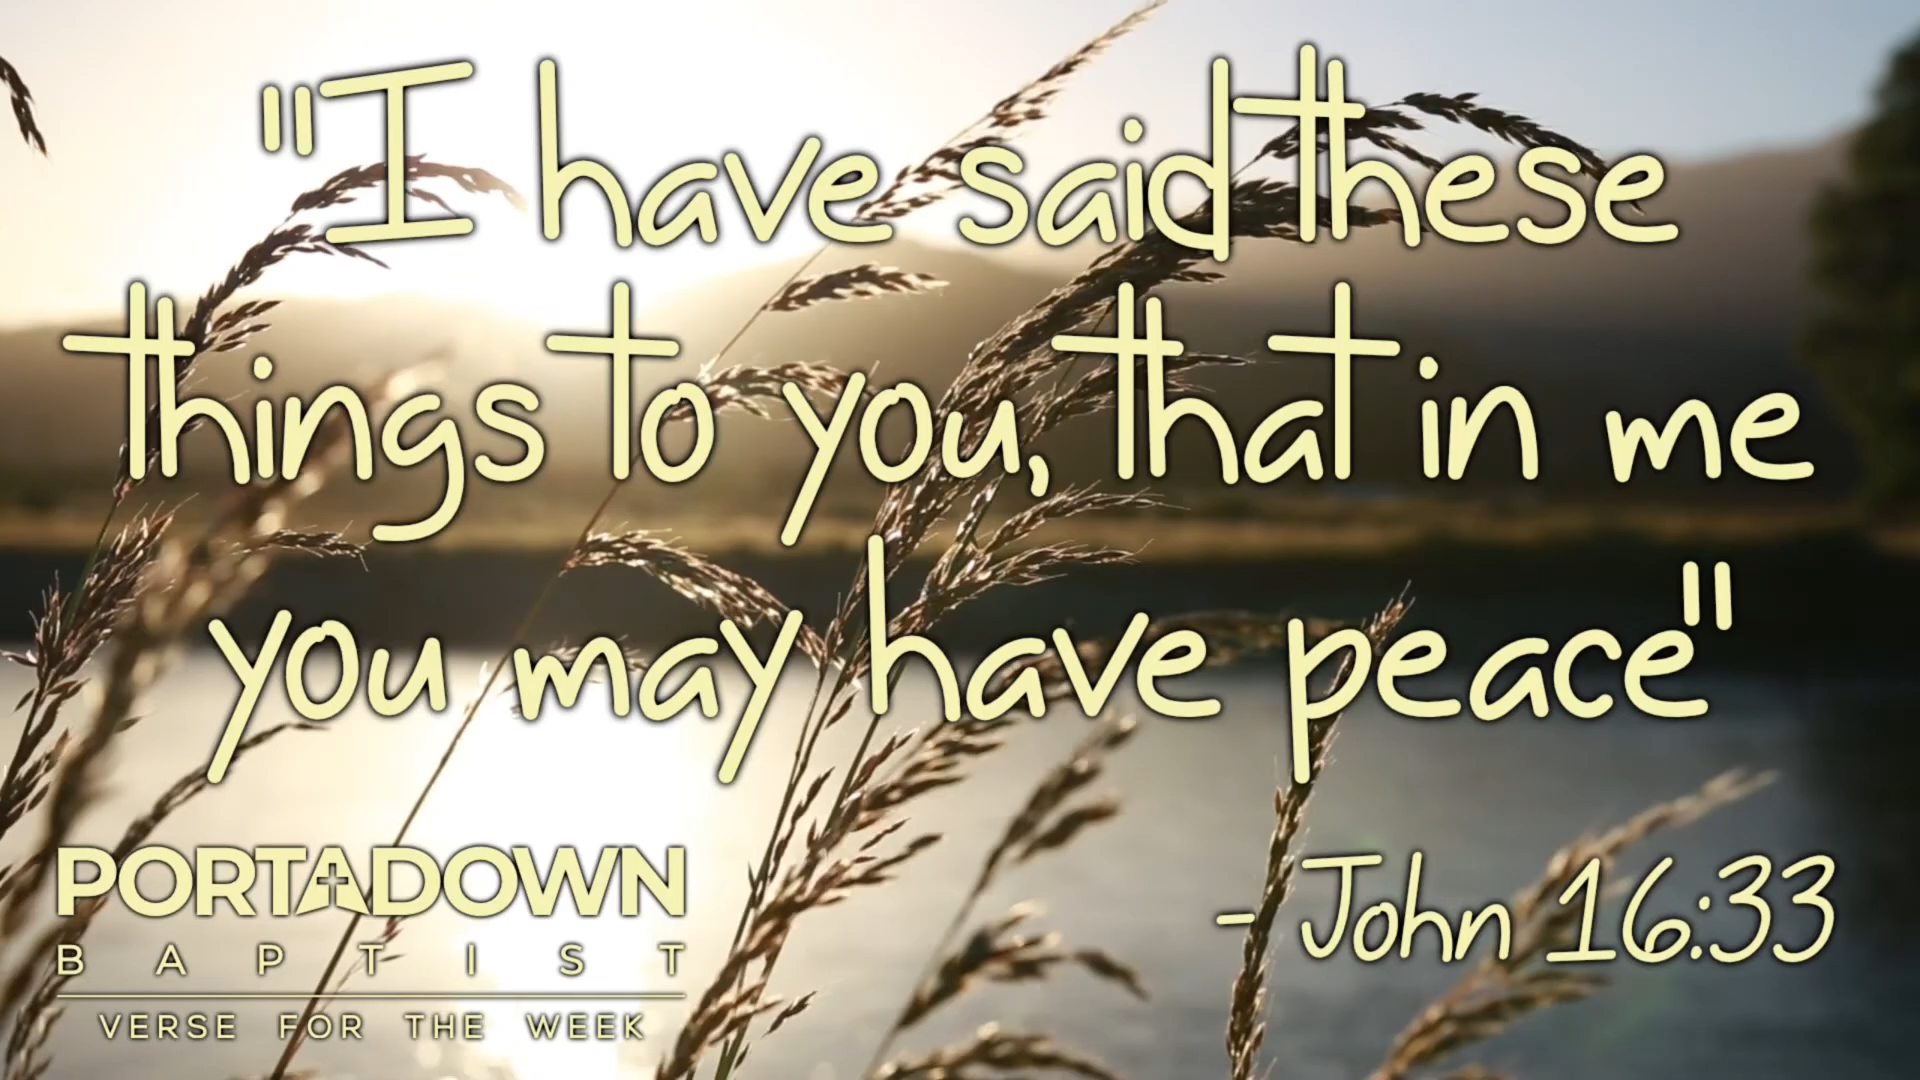 "I have said these
things to you, that in me
you may have peace"
- John 16:33
PORTADOWN
BAPTIST
VERSE FOR THE WEEK